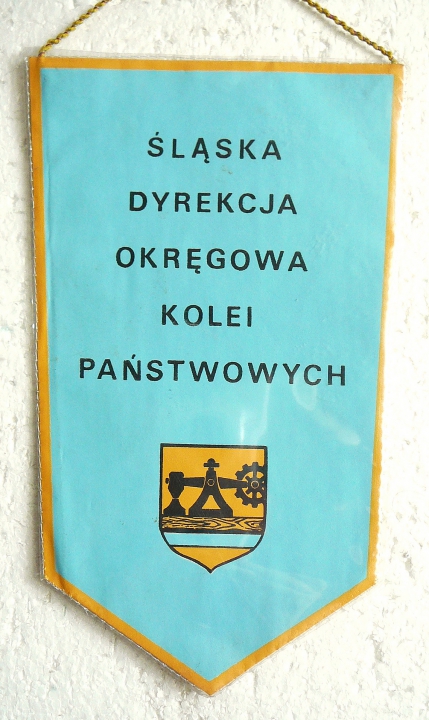 ŚLĄSKA
DYREKCJA
OKRĘGOWA
KOLEI
PAŃSTWOWYCH